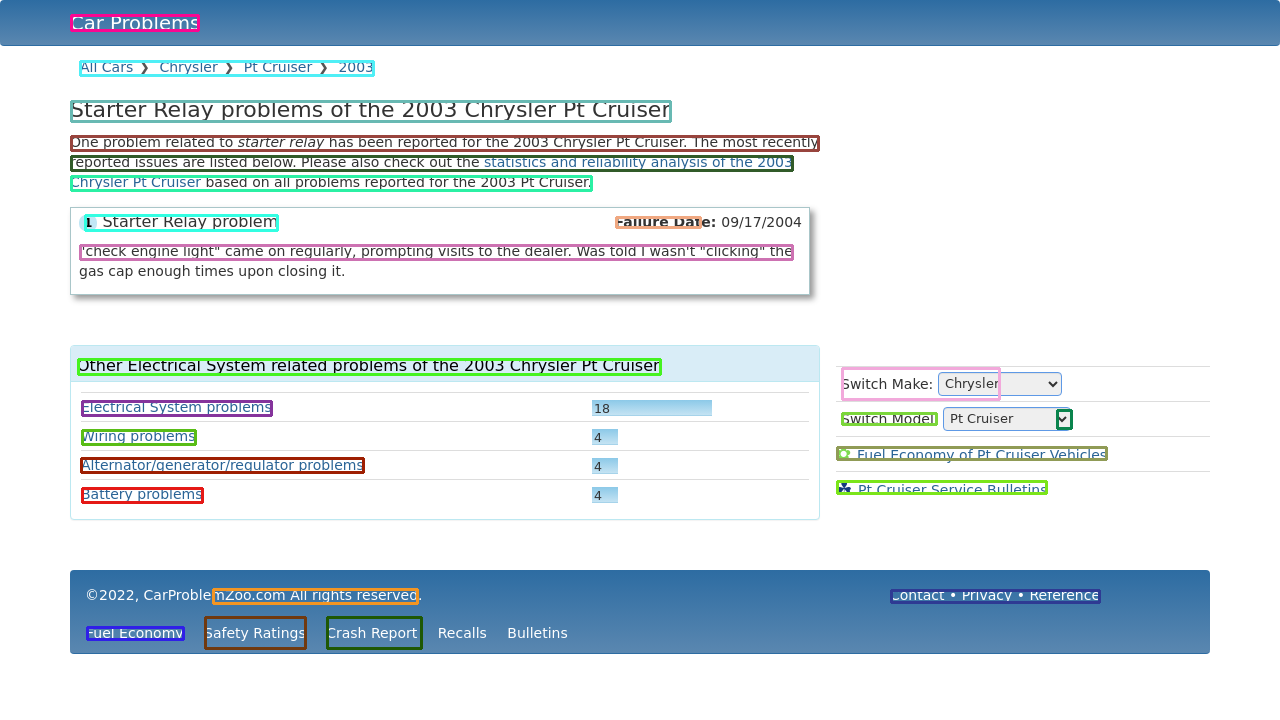 Car Problems
All Cars ❯ Chrysler ❯ Pt Cruiser ❯ 2003
Starter Relay problems of the 2003 Chrysler Pt Cruiser
One problem related to starter relay has been reported for the 2003 Chrysler Pt Cruiser. The most recently
reported issues are listed below. Please also check out the statistics and reliability analysis of the 2003
Chrysler Pt Cruiser based on all problems reported for the 2003 Pt Cruiser.
1 Starter Relay problem
Failure Date: 09/17/2004
"check engine light" came on regularly, prompting visits to the dealer. Was told I wasn't "clicking" the
gas cap enough times upon closing it.
Other Electrical System related problems of the 2003 Chrysler Pt Cruiser
Electrical System problems 18
Wiring problems 4
Alternator/generator/regulator problems 4
Battery problems 4
Switch Make: Chrysler
Switch Model: Pt Cruiser
Fuel Economy of Pt Cruiser Vehicles
Pt Cruiser Service Bulletins
©2022, CarProblemZoo.com All rights reserved.
Contact • Privacy • Reference
Fuel Economy Safety Ratings Crash Report Recalls Bulletins